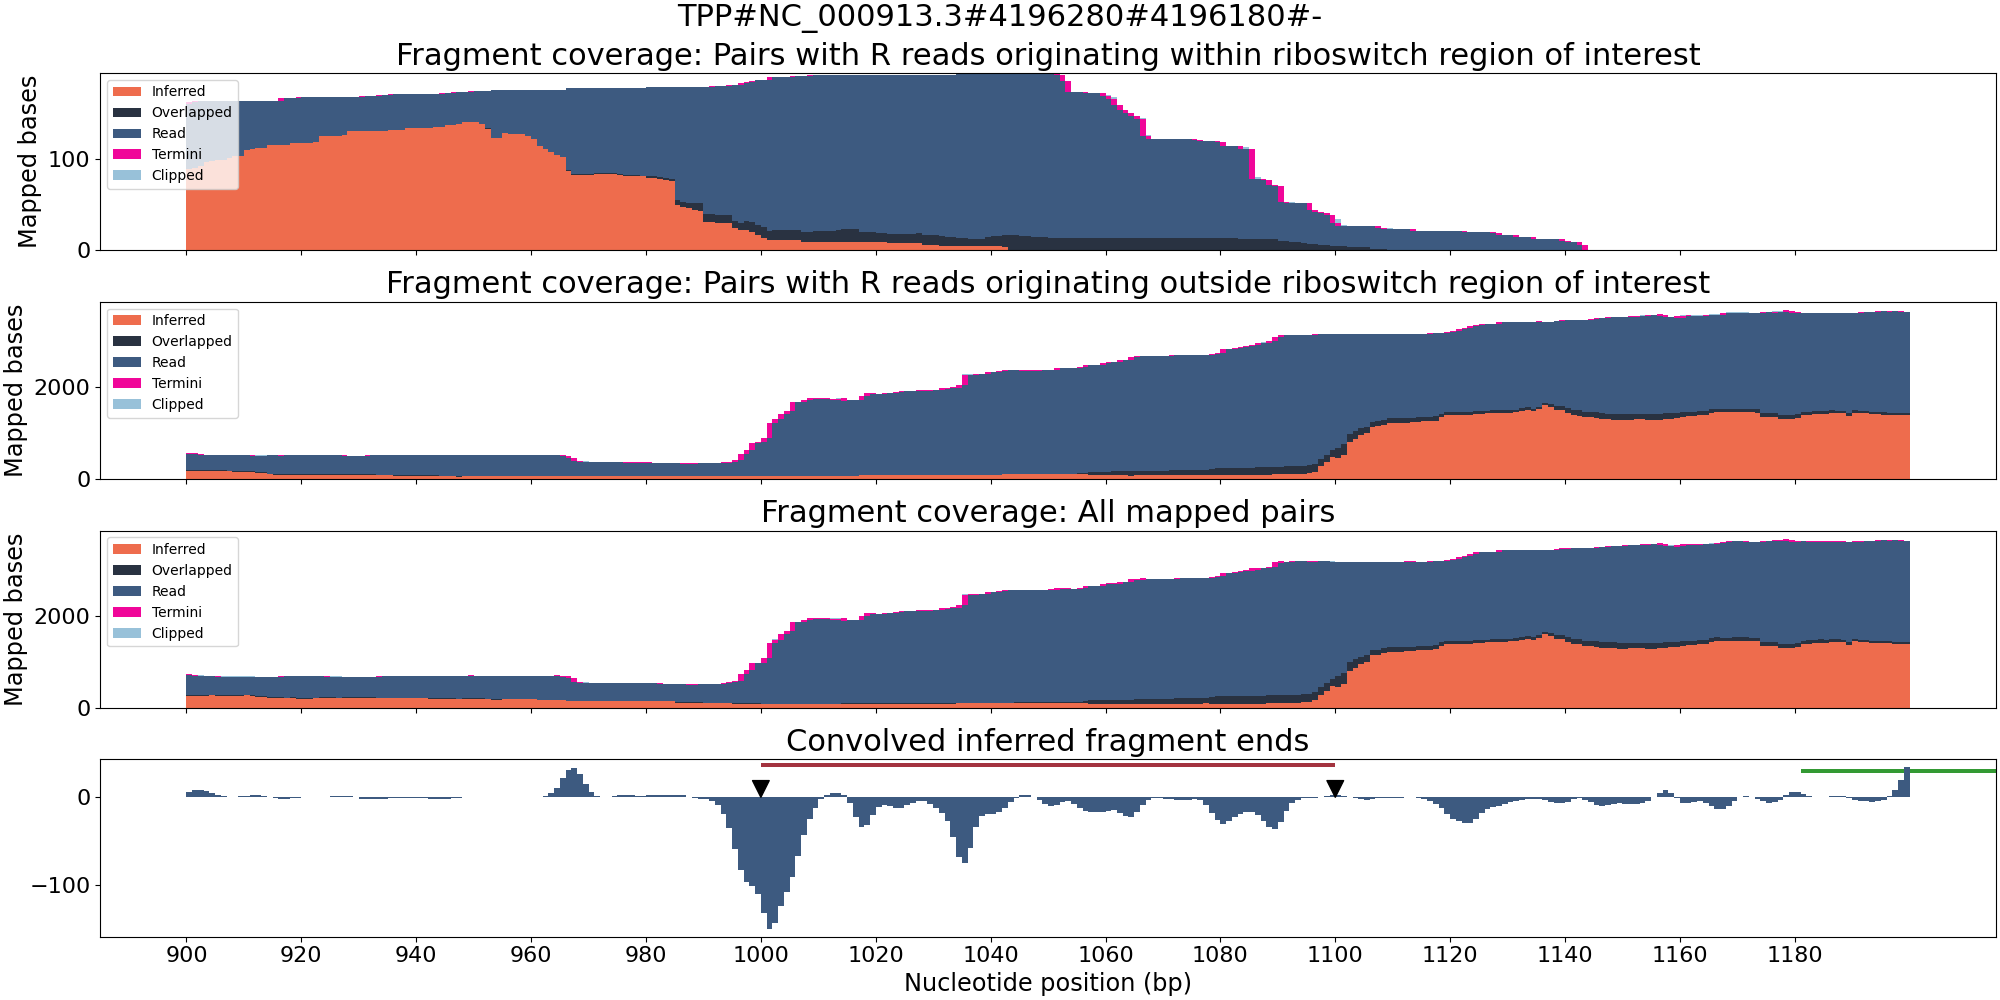 TPP#NC_000913.3#4196280#4196180#-
Fragment coverage: Pairs with R reads originating within riboswitch region of interest
Mapped bases
100
0
Inferred
Overlapped
Read
Termini
Clipped
Fragment coverage: Pairs with R reads originating outside riboswitch region of interest
Mapped bases
2000
0
Inferred
Overlapped
Read
Termini
Clipped
Fragment coverage: All mapped pairs
Mapped bases
2000
0
Inferred
Overlapped
Read
Termini
Clipped
Convolved inferred fragment ends
0
−100
900 920 940 960 980 1000 1020 1040 1060 1080 1100 1120 1140 1160 1180
Nucleotide position (bp)